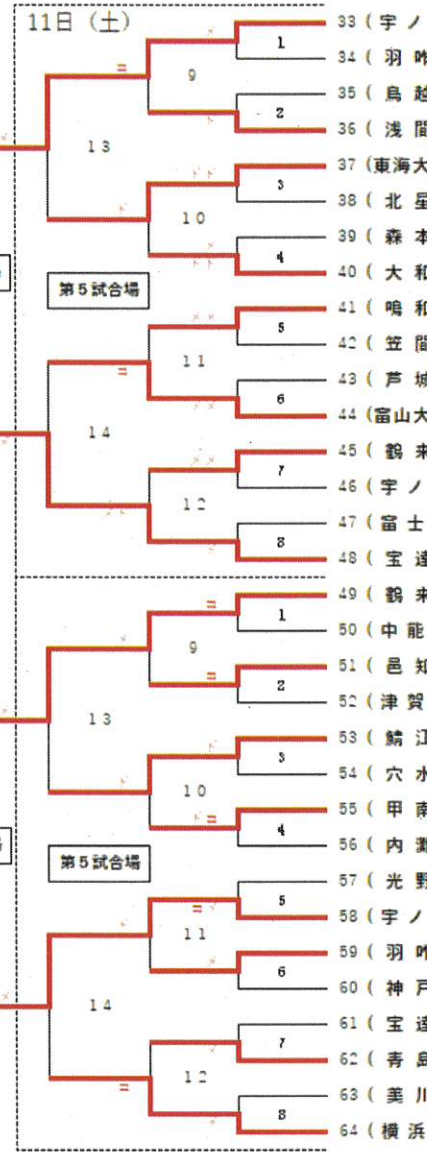 11日（土）
33（ 宇 ノ
1
34（ 羽 咋
9
35（ 鳥 越
2
36（ 浅 間
13
37（東海大
3
38（ 北 星
10
39（ 森 本
4
40（ 大 和
第５試合場
41（ 鳴 和
5
42（ 笠 間
11
43（ 芦 城
6
44（富山大
14
45（ 鶴 来
7
46（ 宇 ノ
12
47（ 富 士
8
48（ 宝 達
49（ 鶴 来
1
50（ 中 能
9
51（ 邑 知
2
52（ 津 賀
13
53（ 鯖 江
3
54（ 穴 水
10
55（ 甲 南
4
56（ 内 灘
第５試合場
57（ 光 野
5
58（ 宇 ノ
11
59（ 羽 咋
6
60（ 神 戸
14
61（ 宝 達
7
62（ 青 島
12
63（ 美 川
8
64（ 横 浜